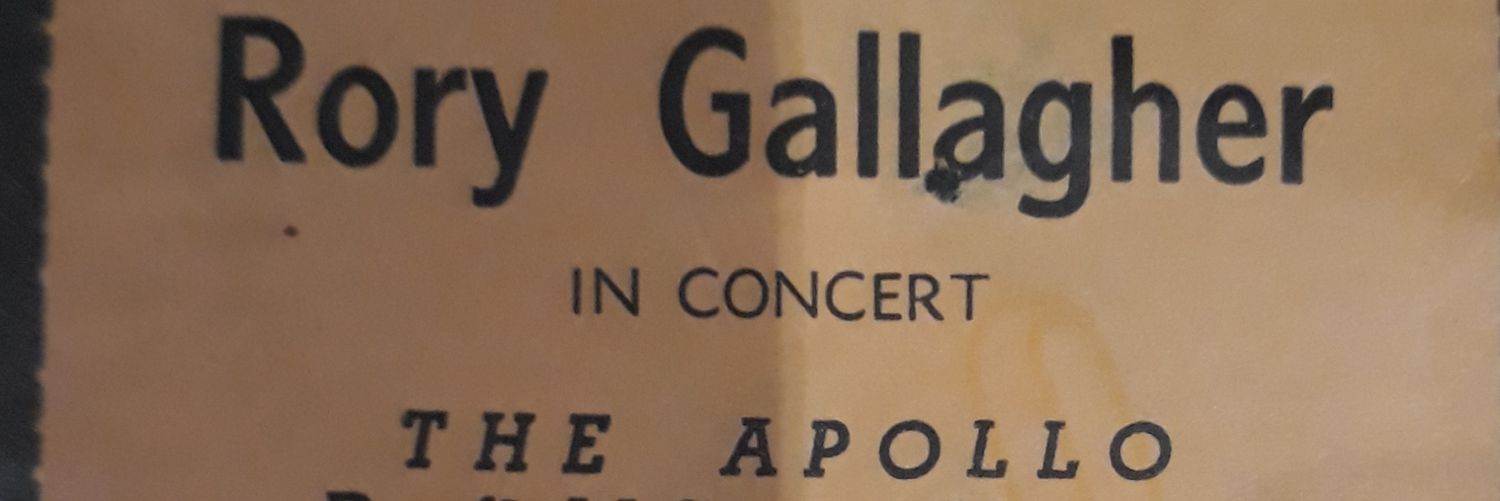 Rory Gallagher
IN CONCERT
THE APOLLO